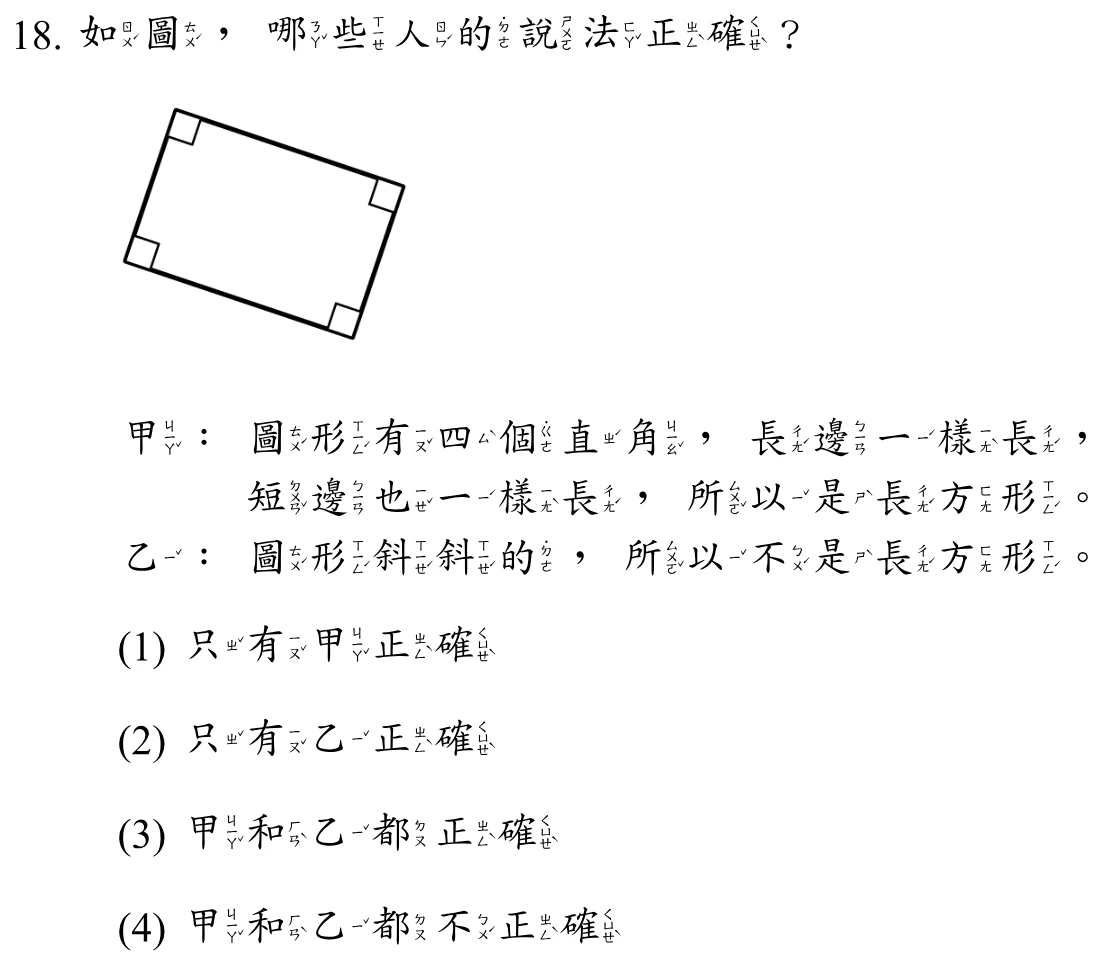 18. 如圖，哪些人的說法正確？
甲：圖形有四個直角，長邊一樣長，
短邊也一樣長，所以是長方形。
乙：圖形斜斜的，所以不是長方形。
(1) 只有甲正確
(2) 只有乙正確
(3) 甲和乙都正確
(4) 甲和乙都不正確